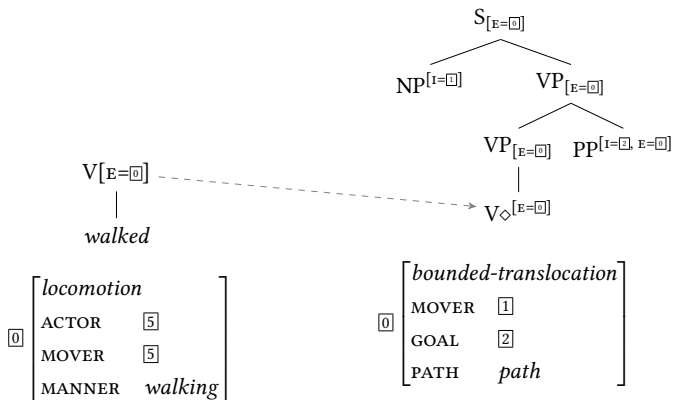 S[E=0]
NP[I=1] VP[E=0]
VP[E=0] PP[I=2, E=0]
V[E=0]
V◇[E=0]
walked
0 [locomotion
ACTOR 5
MOVER 5
MANNER walking]
0 [bounded-translocation
MOVER 1
GOAL 2
PATH path]